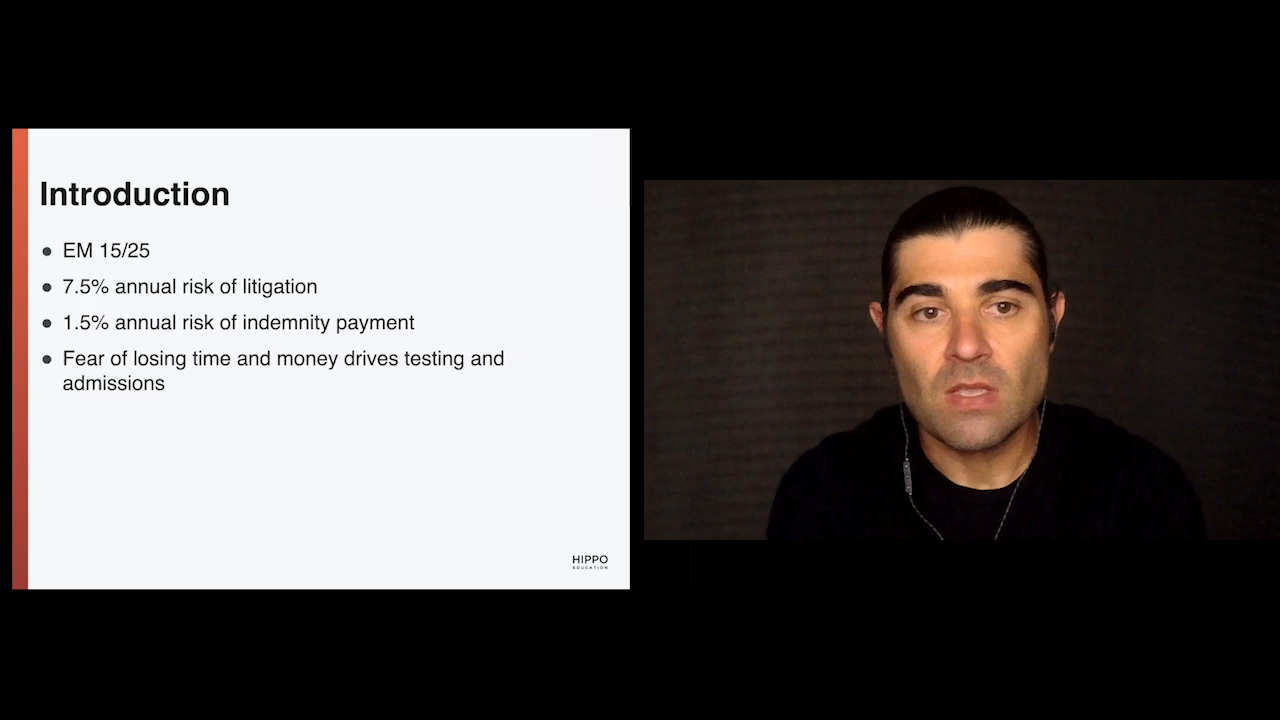 Introduction
EM 15/25
7.5% annual risk of litigation
1.5% annual risk of indemnity payment
Fear of losing time and money drives testing and
admissions
HIPPO
EDUCATION